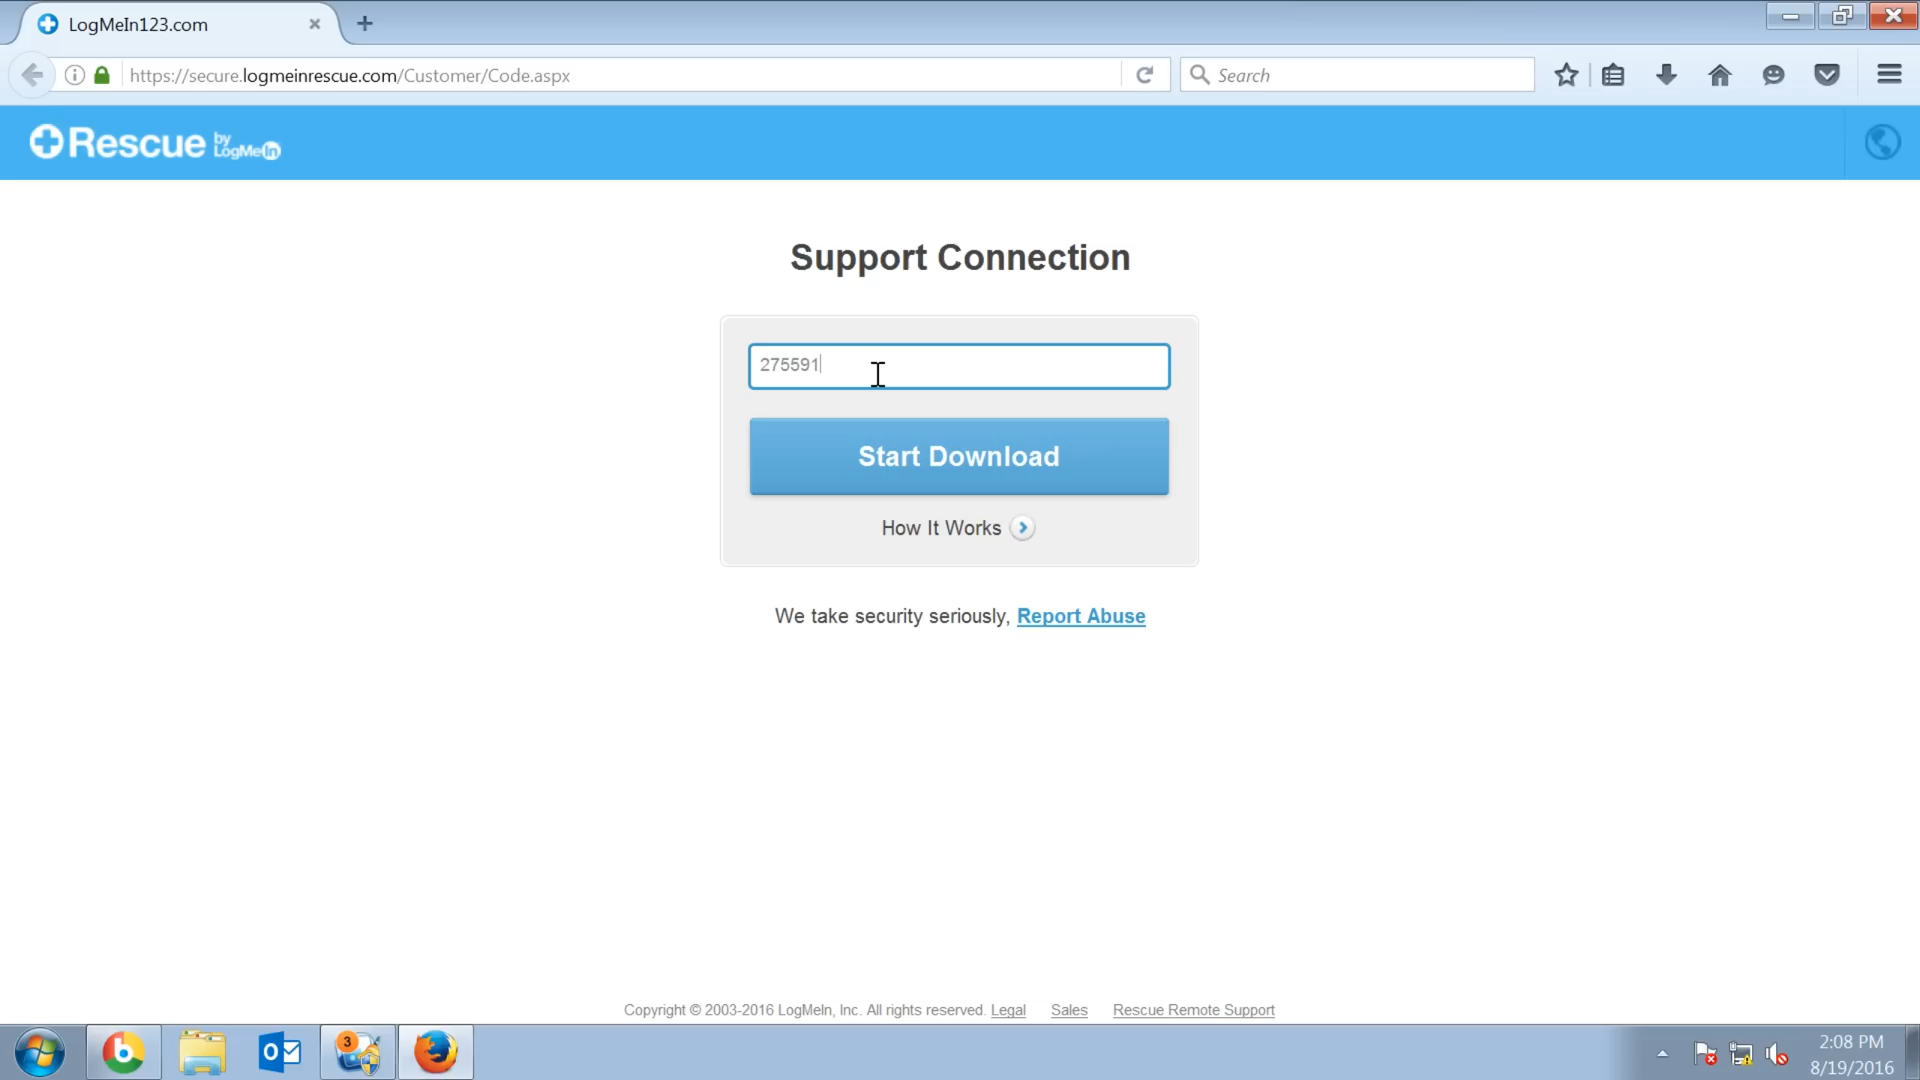 LogMeIn123.com
https://secure.logmeinrescue.com/Customer/Code.aspx
Search
Rescue by LogMeIn
Support Connection
275591
Start Download
How It Works
We take security seriously, Report Abuse
Copyright © 2003-2016 LogMeIn, Inc. All rights reserved. Legal Sales Rescue Remote Support
b
O
3
2:08 PM
8/19/2016